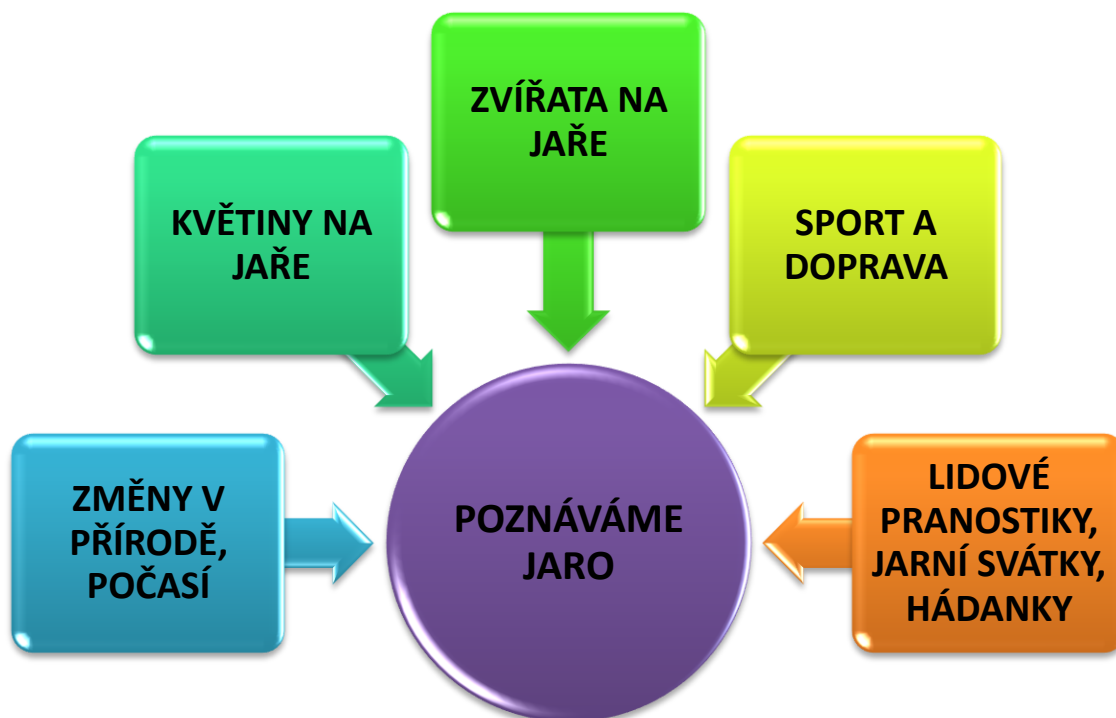 ZVÍŘATA NA
JAŘE
KVĚTINY NA
JAŘE
SPORT A
DOPRAVA
ZMĚNY V
PŘÍRODĚ,
POČASÍ
POZNÁVÁME
JARO
LIDOVÉ
PRANOSTIKY,
JARNÍ SVÁTKY,
HÁDANKY